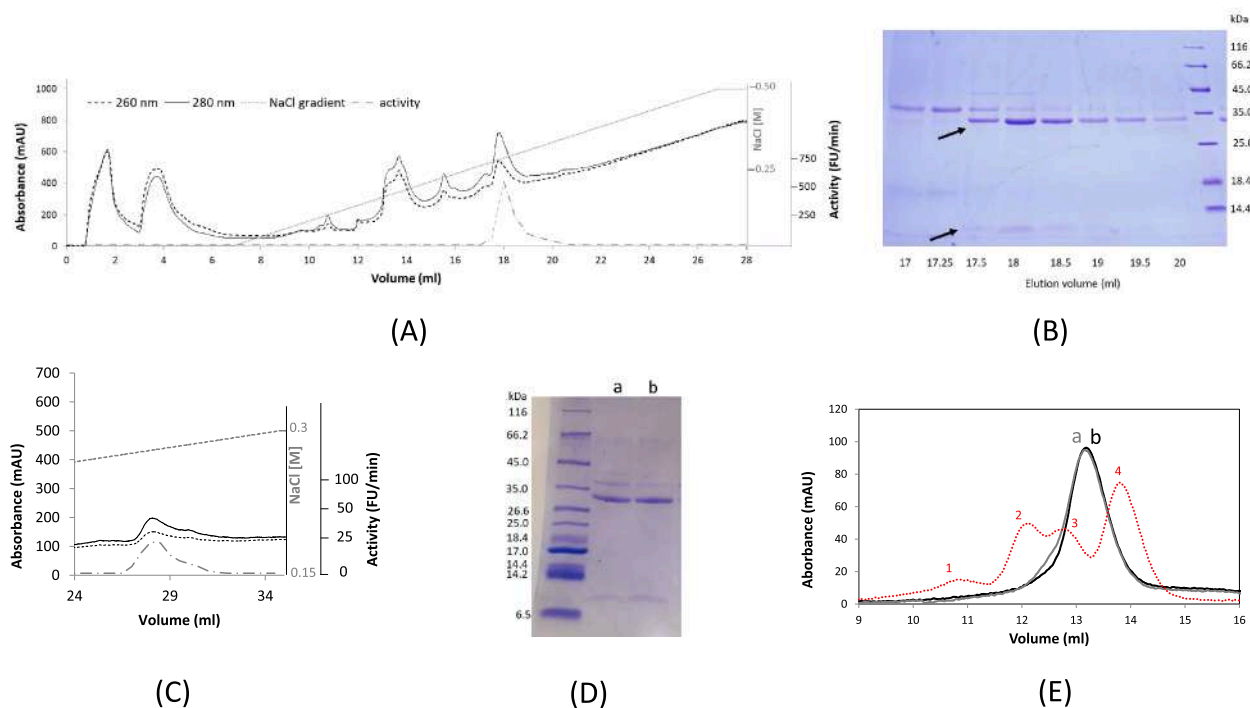 260 nm 280 nm NaCl gradient activity
Absorbance (mAU)
1000
800
600
400
200
0
0 2 4 6 8 10 12 14 16 18 20 22 24 26 28
Volume (ml)
NaCl [M]
0.50
0.25
Activity (FU/min)
750
500
250
(A)
kDa
116
66.2
45.0
35.0
25.0
18.4
14.4
17 17.25 17.5 18 18.5 19 19.5 20
Elution volume (ml)
(B)
Absorbance (mAU)
700
600
500
400
300
200
100
0
24 29 34
Volume (ml)
NaCl [M]
0.3
0.15
Activity (FU/min)
100
50
25
0
(C)
a b
kDa
116
66.2
45.0
35.0
26.6
25.0
18.4
17.0
14.4
14.2
6.5
(D)
Absorbance (mAU)
120
100
80
60
40
20
0
a b
1 2 3 4
9 10 11 12 13 14 15 16
Volume (ml)
(E)